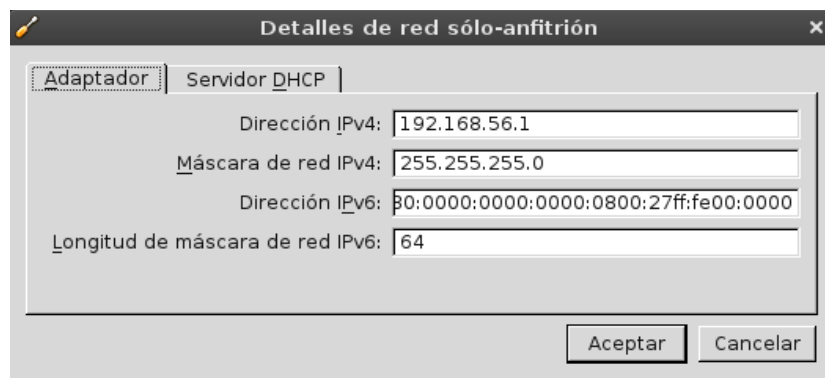 Detalles de red sólo-anfitrión
Adaptador Servidor DHCP
Dirección IPv4: 192.168.56.1
Máscara de red IPv4: 255.255.255.0
Dirección IPv6: 80:0000:0000:0000:0800:27ff:fe00:0000
Longitud de máscara de red IPv6: 64
Aceptar Cancelar